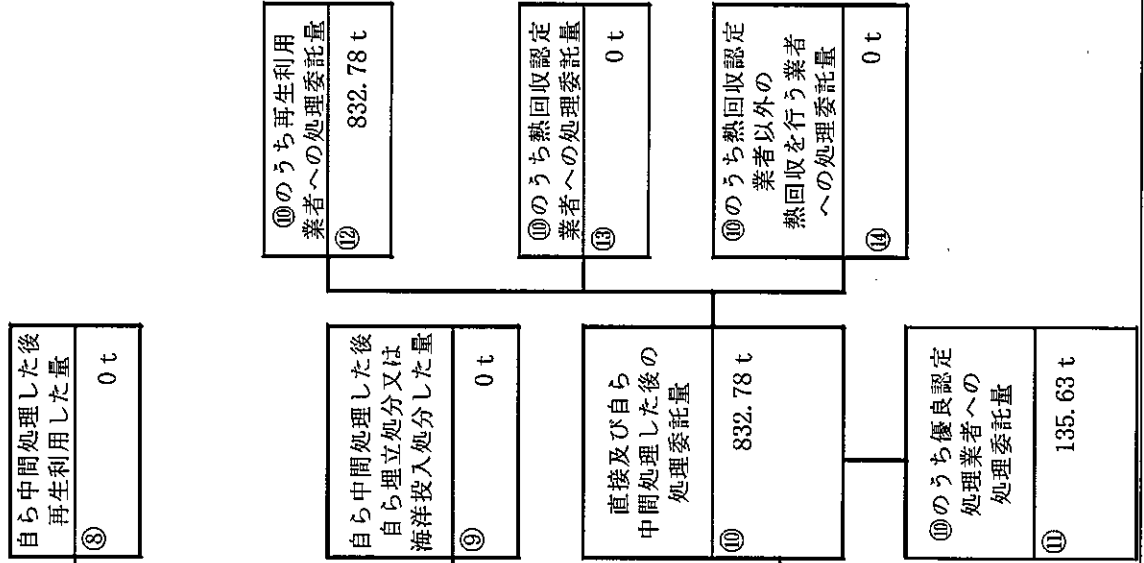 自ら中間処理した後
再生利用した量
⑧
0 t
自ら中間処理した後
自ら埋立処分又は
海洋投入処分した量
⑨
0 t
直接及び自ら
中間処理した後の
処理委託量
⑩
832.78 t
⑩のうち優良認定
処理業者への
処理委託量
⑪
135.63 t
⑩のうち再生利用
業者への処理委託量
⑫
832.78 t
⑩のうち熱回収認定
業者への処理委託量
⑬
0 t
⑩のうち熱回収認定
業者以外の
熱回収を行う業者
への処理委託量
⑭
0 t